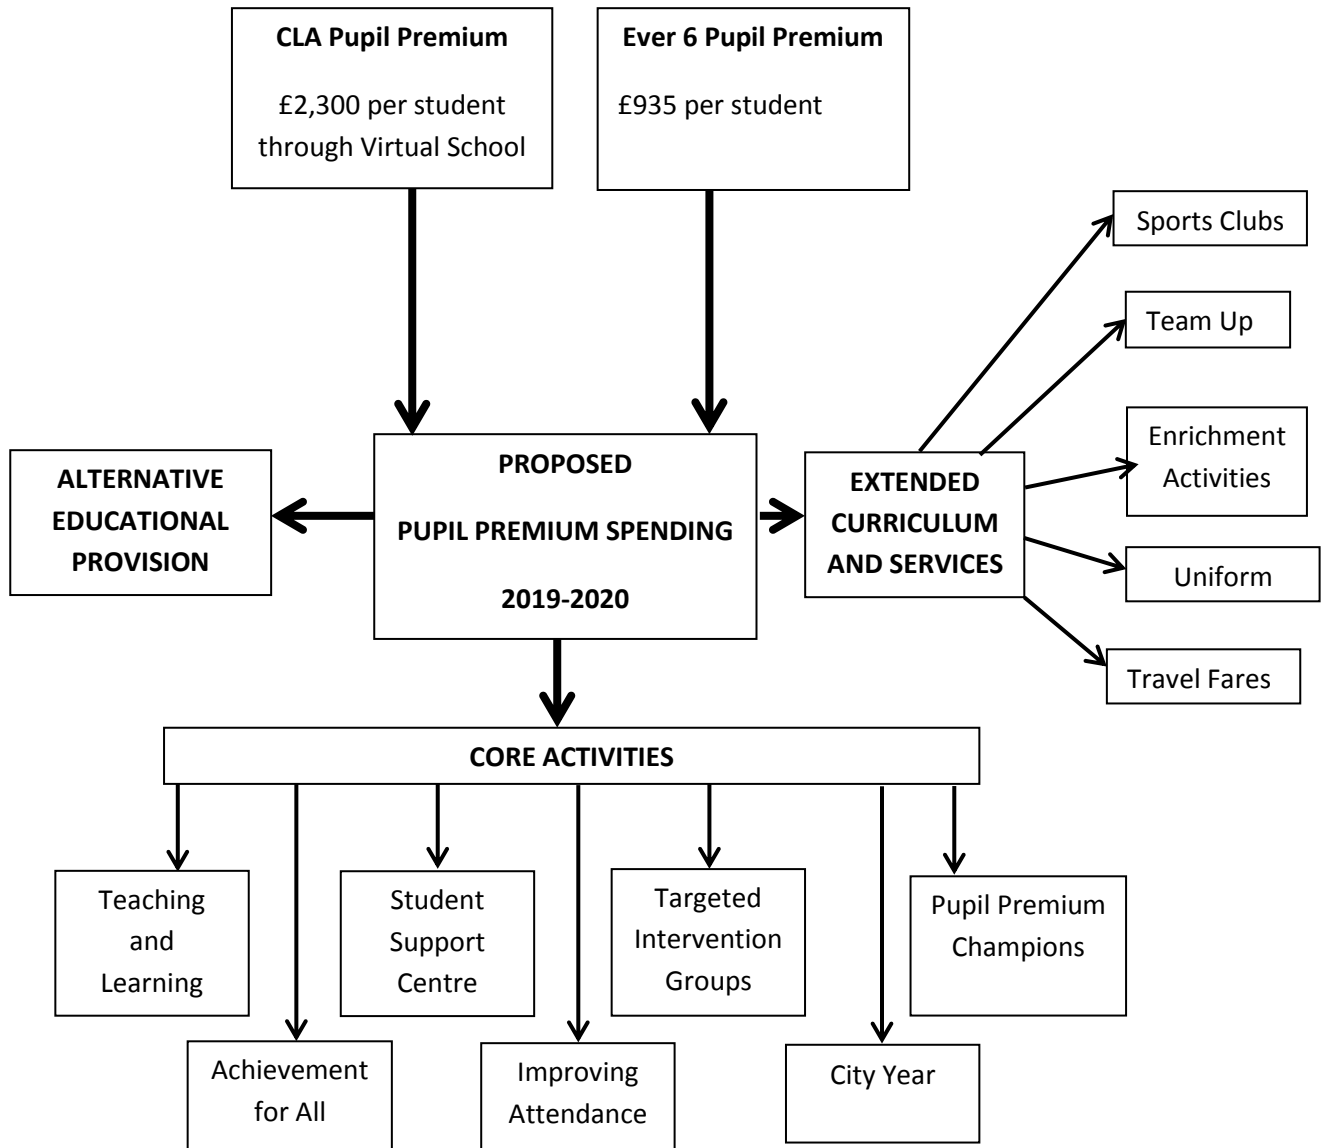 CLA Pupil Premium
£2,300 per student
through Virtual School
Ever 6 Pupil Premium
£935 per student
Sports Clubs
Team Up
Enrichment
Activities
Uniform
Travel Fares
ALTERNATIVE
EDUCATIONAL
PROVISION
PROPOSED
PUPIL PREMIUM SPENDING
2019-2020
EXTENDED
CURRICULUM
AND SERVICES
CORE ACTIVITIES
Teaching
and
Learning
Student
Support
Centre
Targeted
Intervention
Groups
Pupil Premium
Champions
Achievement
for All
Improving
Attendance
City Year